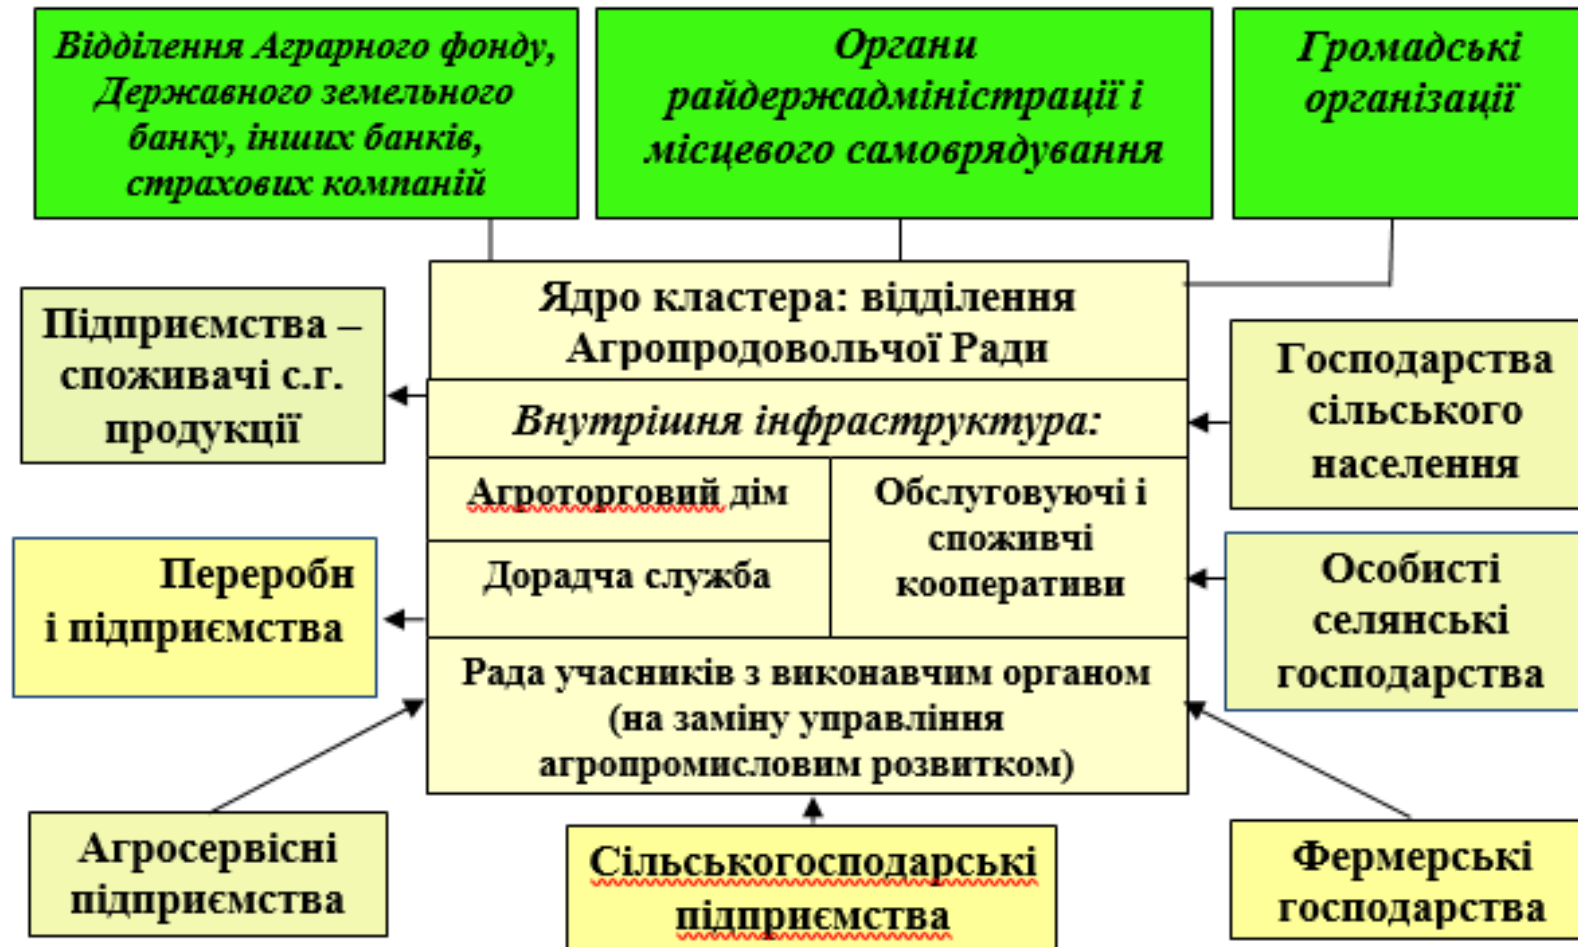 Відділення Аграрного фонду,
Державного земельного
банку, інших банків,
страхових компаній
Органи
райдержадміністрації і
місцевого самоврядування
Громадські
організації
Ядро кластера: відділення
Агропродовольчої Ради
Підприємства –
споживачі с.г.
продукції
Господарства
сільського
населення
Внутрішня інфраструктура:
Агроторговий дім
Дорадча служба
Обслуговуючі і
споживчі
кооперативи
Переробн
і підприємства
Особисті
селянські
господарства
Рада учасників з виконавчим органом
(на заміну управління
агропромисловим розвитком)
Агросервісні
підприємства
Сільськогосподарські
підприємства
Фермерські
господарства